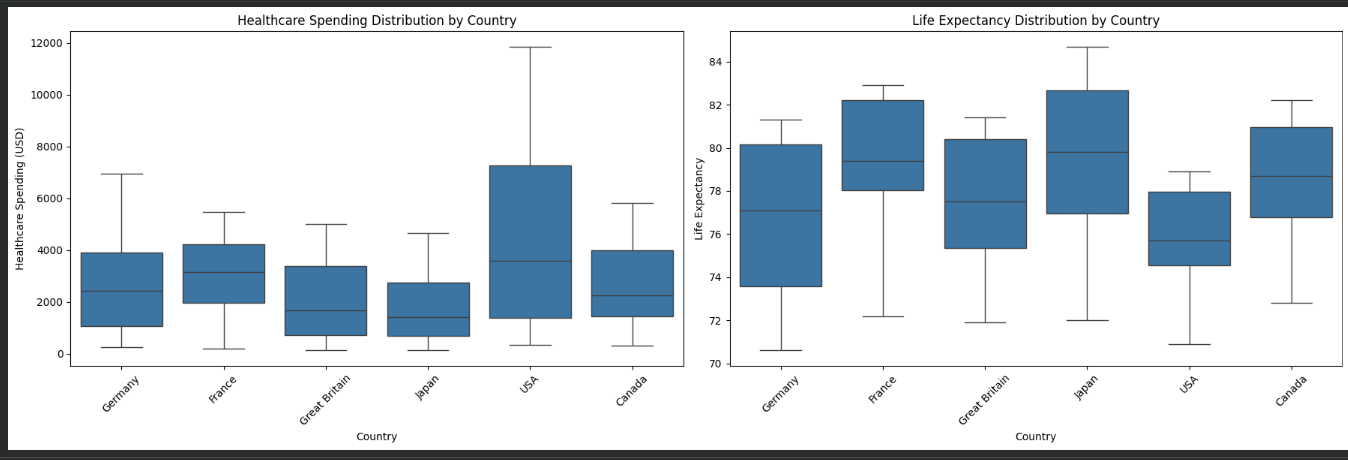 Healthcare Spending Distribution by Country
Healthcare Spending (USD)
12000
10000
8000
6000
4000
2000
0
Germany
France
Great Britain
Japan
USA
Canada
Country
Life Expectancy Distribution by Country
Life Expectancy
84
82
80
78
76
74
72
70
Germany
France
Great Britain
Japan
USA
Canada
Country